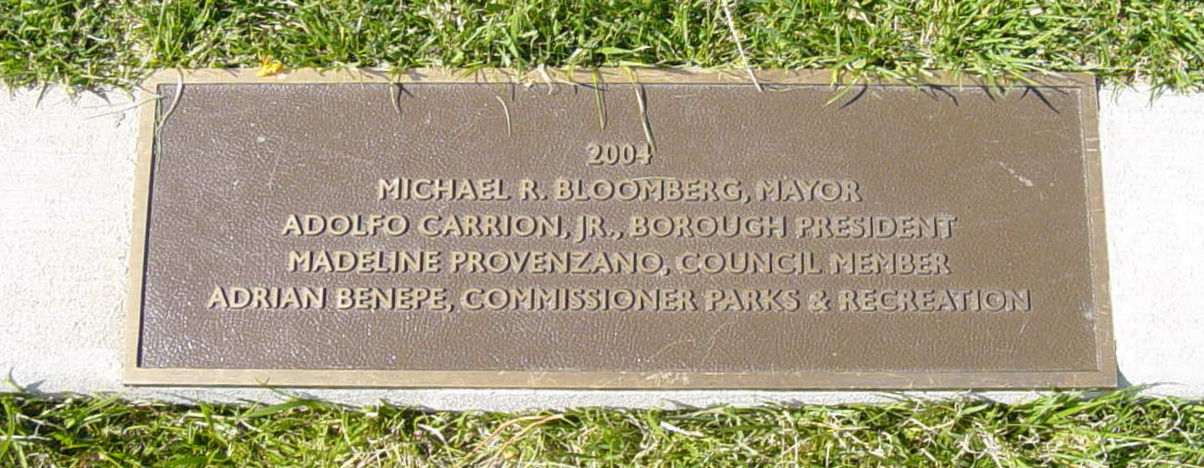 2004
MICHAEL R. BLOOMBERG, MAYOR
ADOLFO CARRION, JR., BOROUGH PRESIDENT
MADELINE PROVENZANO, COUNCIL MEMBER
ADRIAN BENEPE, COMMISSIONER PARKS & RECREATION